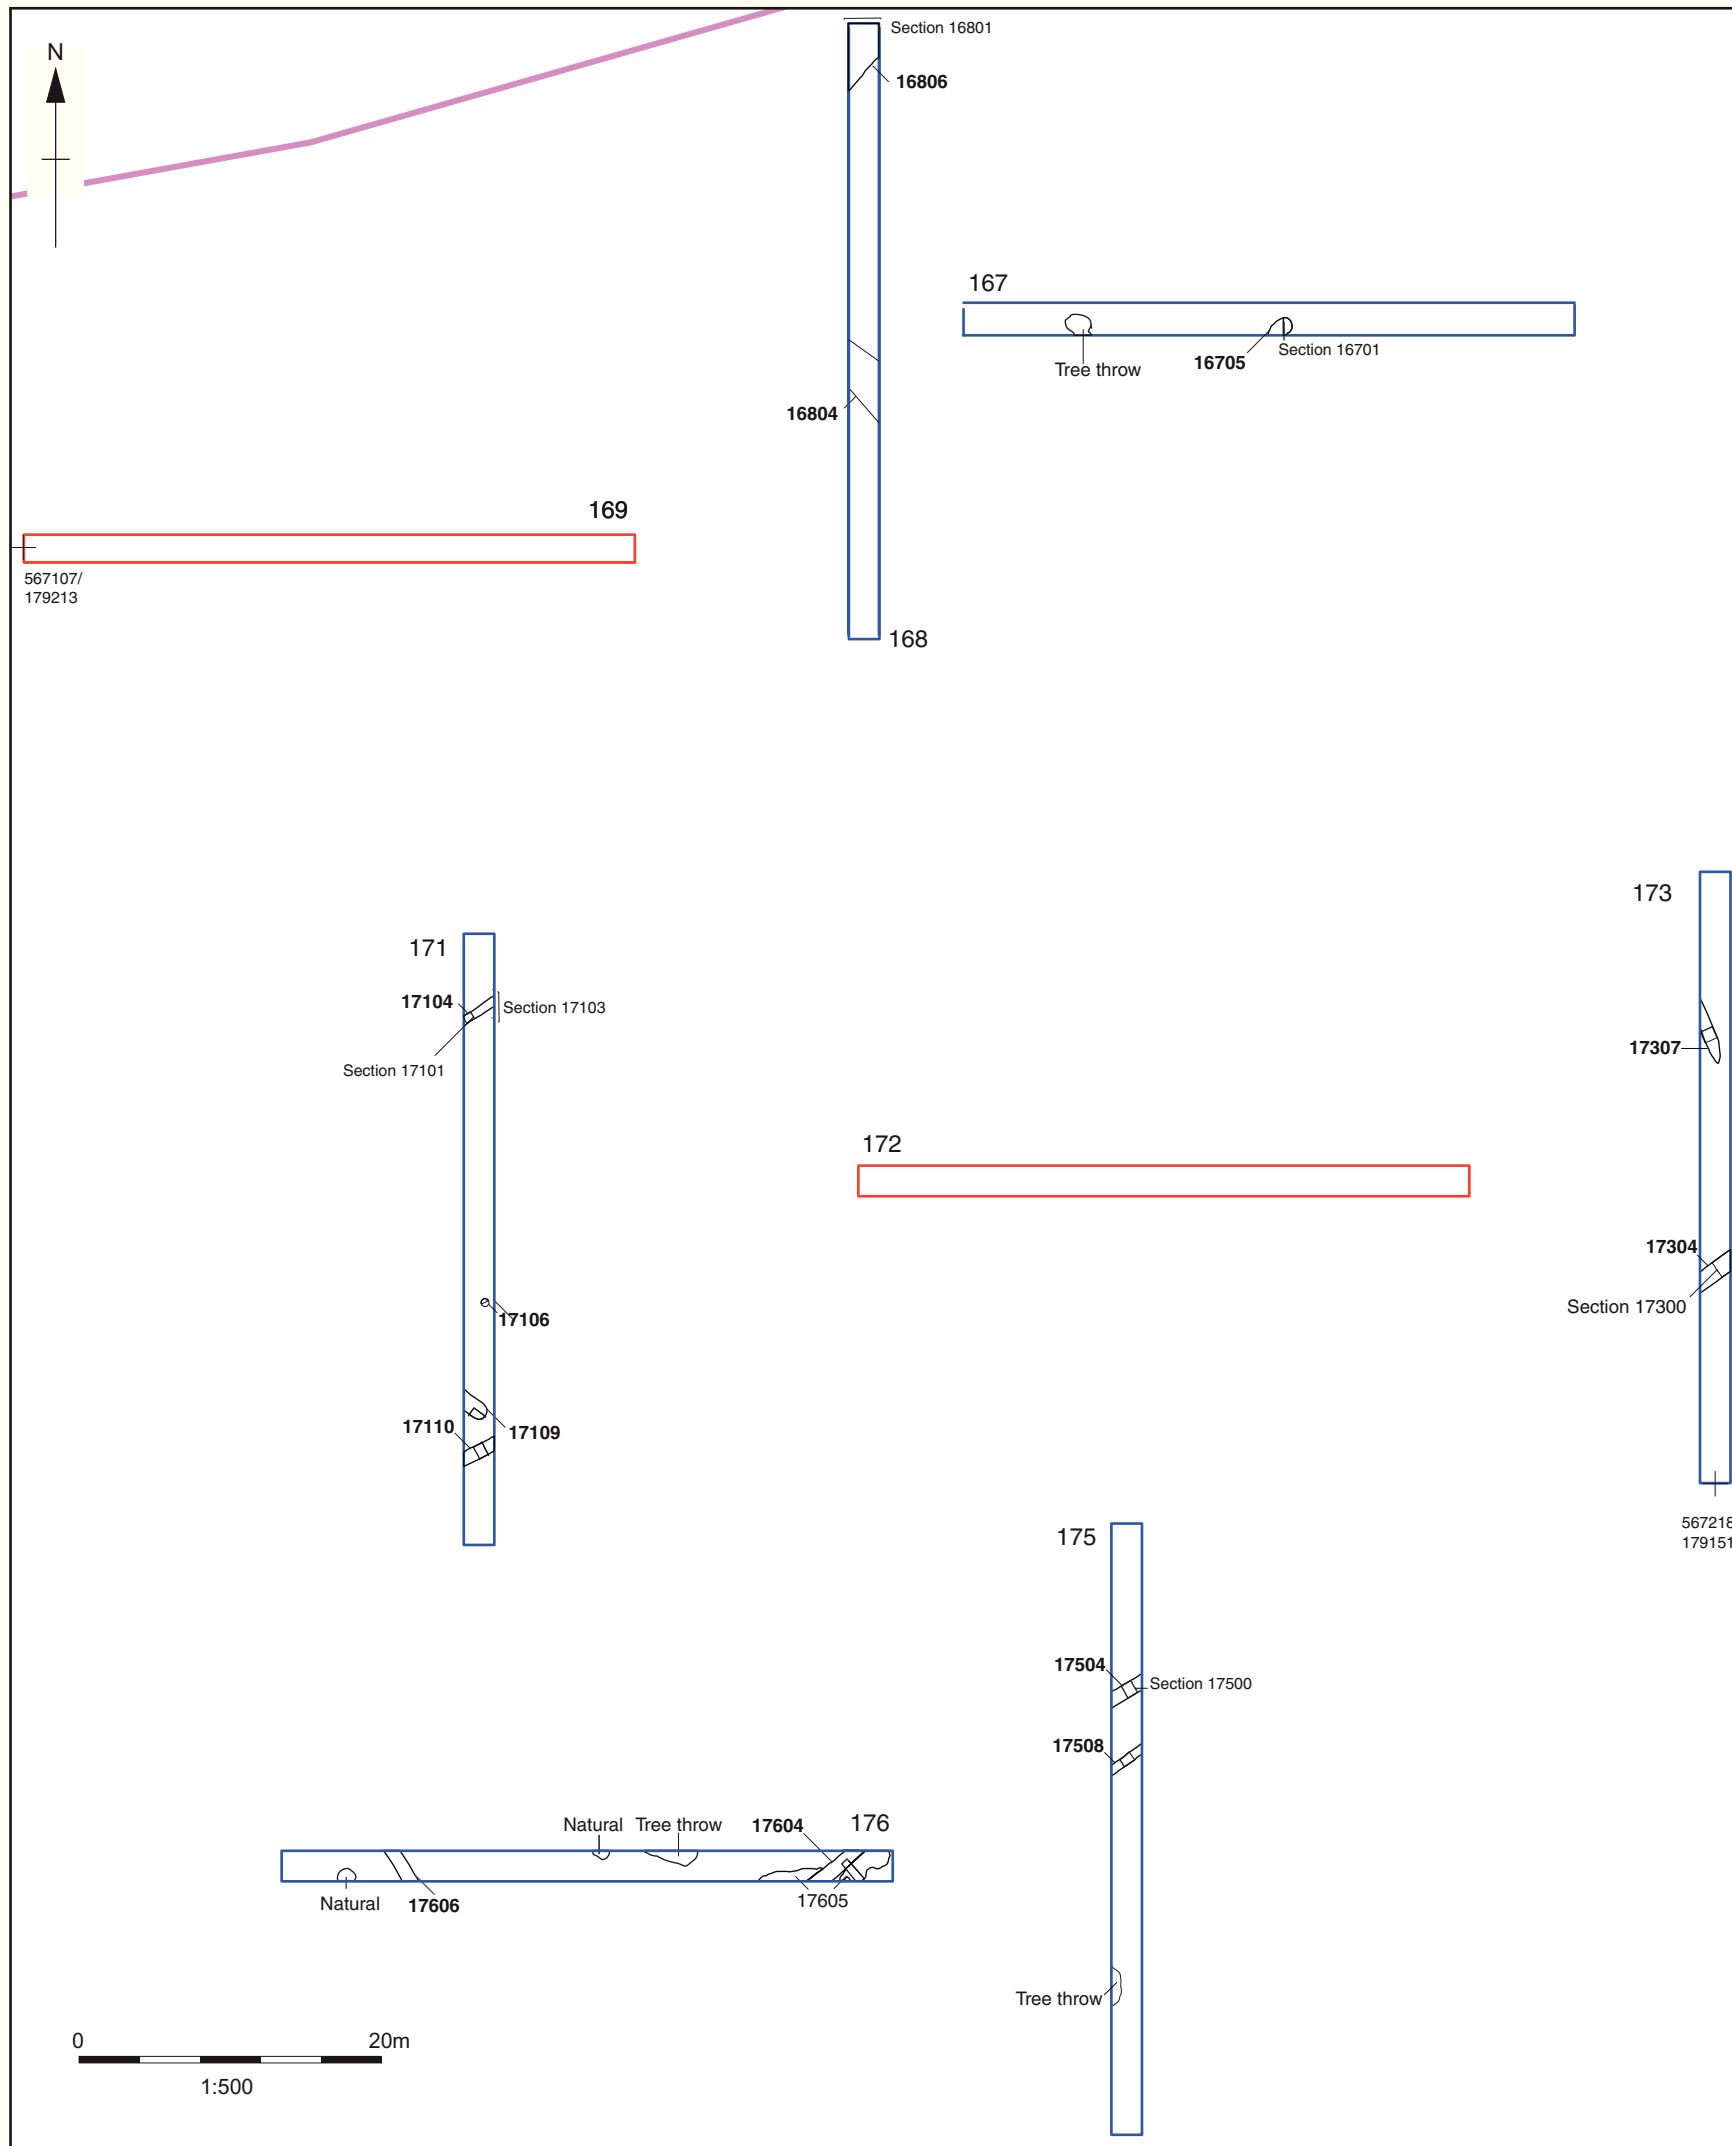 N
Section 16801
16806
167
Tree throw
16705
Section 16701
16804
169
567107/
179213
168
173
171
17104
Section 17103
Section 17101
17307
172
17304
Section 17300
17106
17110
17109
567218
179151
175
17504
Section 17500
17508
Natural
Tree throw
17604
176
Natural
17606
17605
Tree throw
0
20m
1:500